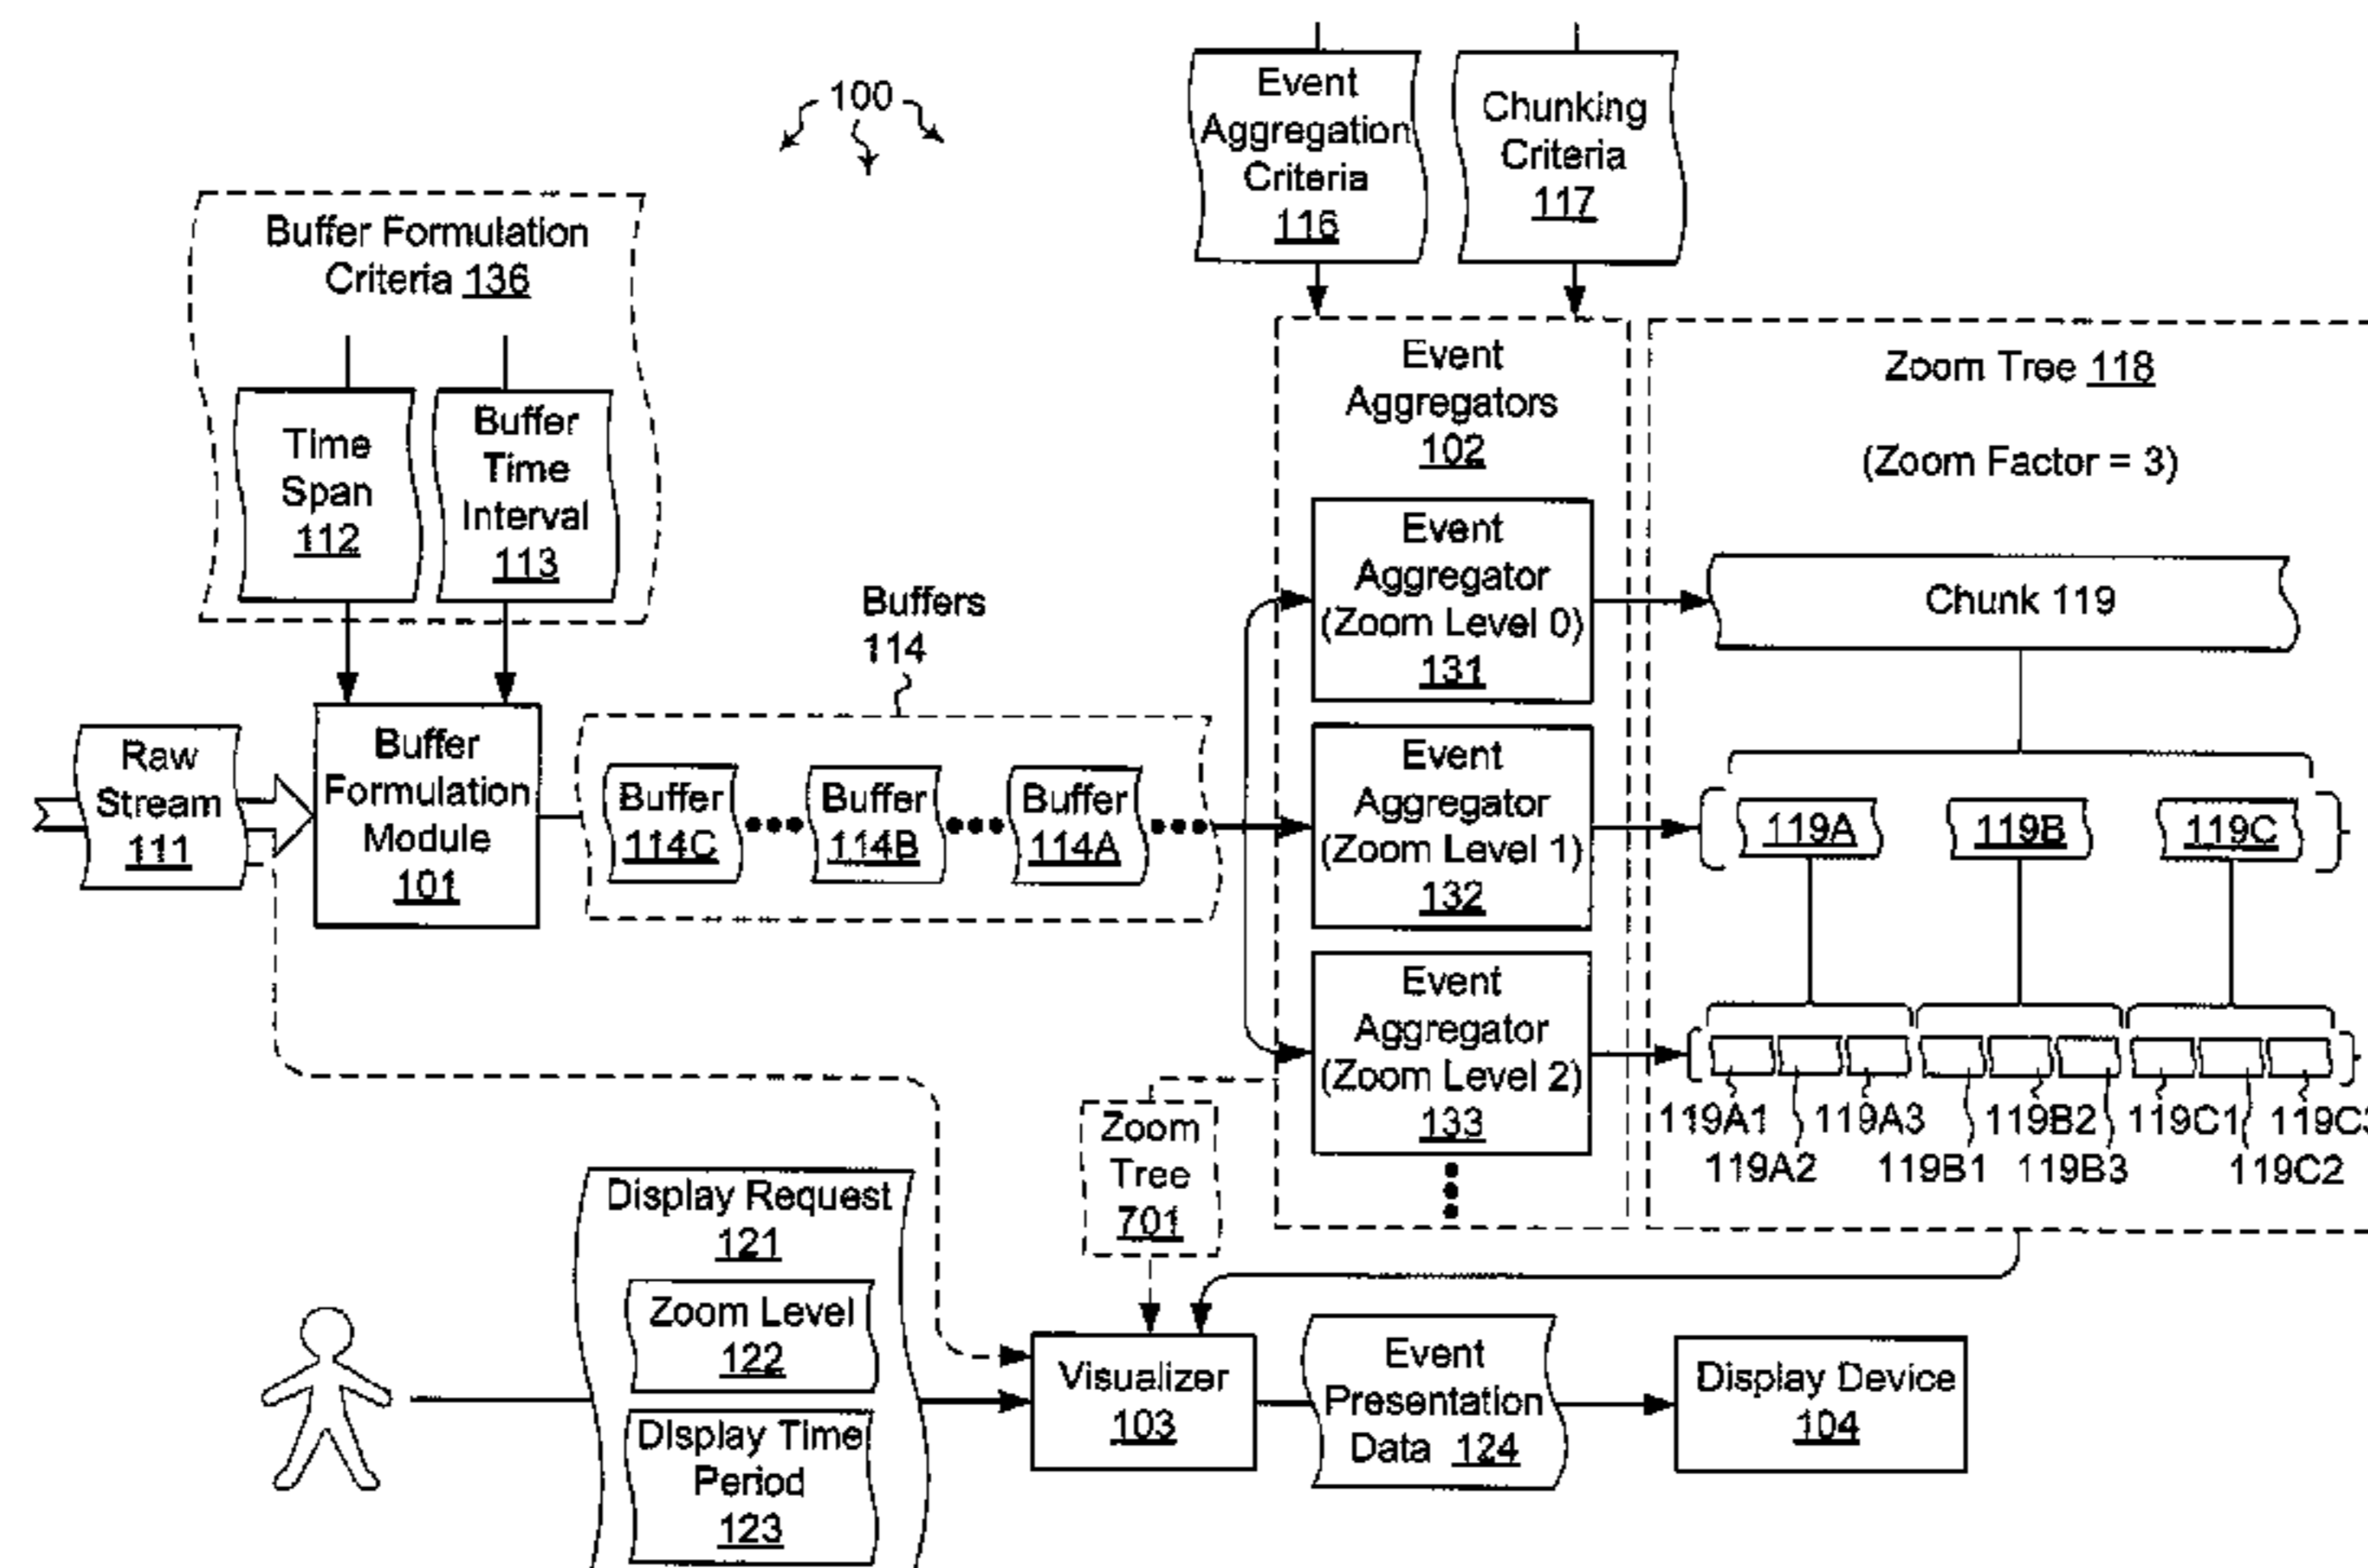 100
Event
Aggregation
Criteria
116
Chunking
Criteria
117
Buffer Formulation
Criteria 136
Time
Span
112
Buffer
Time
Interval
113
Buffers
114
Raw
Stream
111
Buffer
Formulation
Module
101
Buffer
114C
Buffer
114B
Buffer
114A
Event
Aggregators
102
Event
Aggregator
(Zoom Level 0)
131
Event
Aggregator
(Zoom Level 1)
132
Event
Aggregator
(Zoom Level 2)
133
Zoom Tree 118
(Zoom Factor = 3)
Chunk 119
119A 119B 119C
119A1 119A3 119B2 119C1
119A2 119B1 119B3 119C2
Zoom
Tree
701
Display Request
121
Zoom Level
122
Display Time
Period
123
Visualizer
103
Event
Presentation
Data 124
Display Device
104